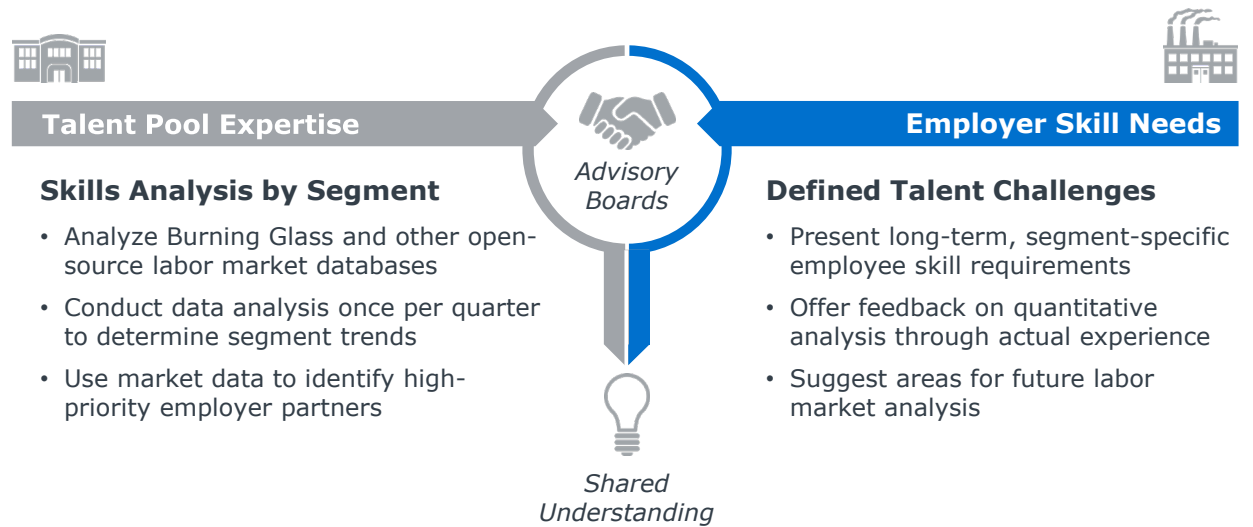 Talent Pool Expertise
Employer Skill Needs
Advisory
Boards
Skills Analysis by Segment
• Analyze Burning Glass and other open-
source labor market databases
• Conduct data analysis once per quarter
to determine segment trends
• Use market data to identify high-
priority employer partners
Defined Talent Challenges
• Present long-term, segment-specific
employee skill requirements
• Offer feedback on quantitative
analysis through actual experience
• Suggest areas for future labor
market analysis
Shared
Understanding